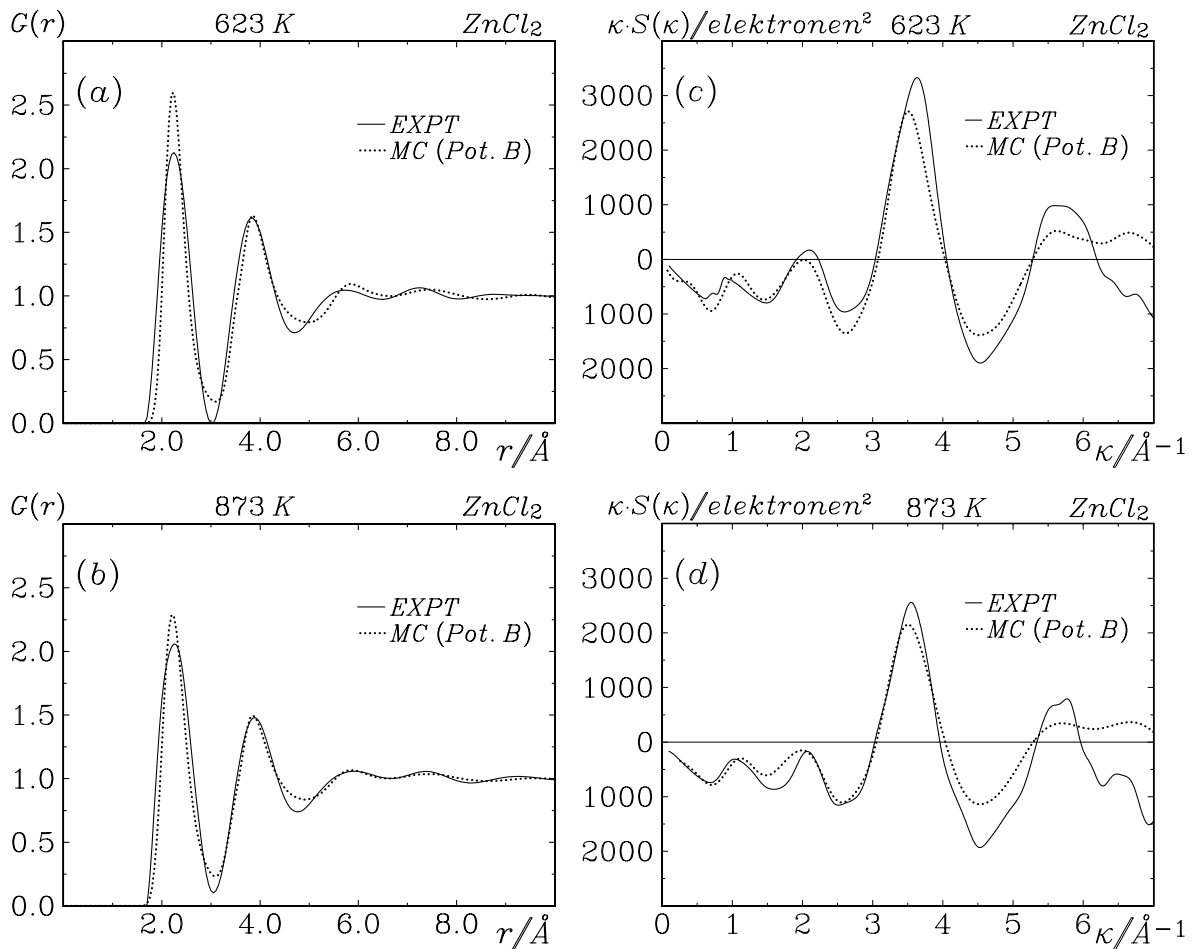 G(r) 623 K ZnCl₂
(a)
EXPT
MC (Pot. B)
2.5
2.0
1.5
1.0
0.5
0.0
2.0 4.0 6.0 8.0 r/Å
κ·S(κ)/elektronen² 623 K ZnCl₂
(c)
EXPT
MC (Pot. B)
3000
2000
1000
0
1000
2000
0 1 2 3 4 5 6 κ/Å⁻¹
G(r) 873 K ZnCl₂
(b)
EXPT
MC (Pot. B)
2.5
2.0
1.5
1.0
0.5
0.0
2.0 4.0 6.0 8.0 r/Å
κ·S(κ)/elektronen² 873 K ZnCl₂
(d)
EXPT
MC (Pot. B)
3000
2000
1000
0
1000
2000
0 1 2 3 4 5 6 κ/Å⁻¹